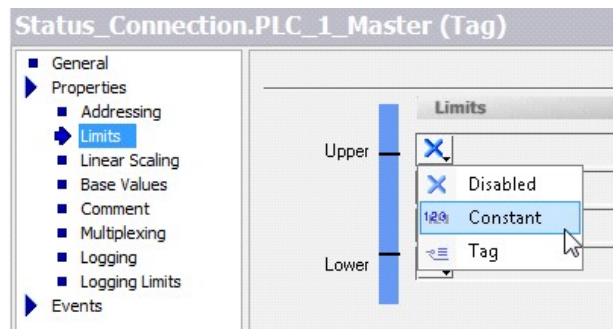 Status_Connection.PLC_1_Master (Tag)
General
Properties
Addressing
Limits
Linear Scaling
Base Values
Comment
Multiplexing
Logging
Logging Limits
Events
Limits
Upper
Disabled
Constant
Tag
Lower